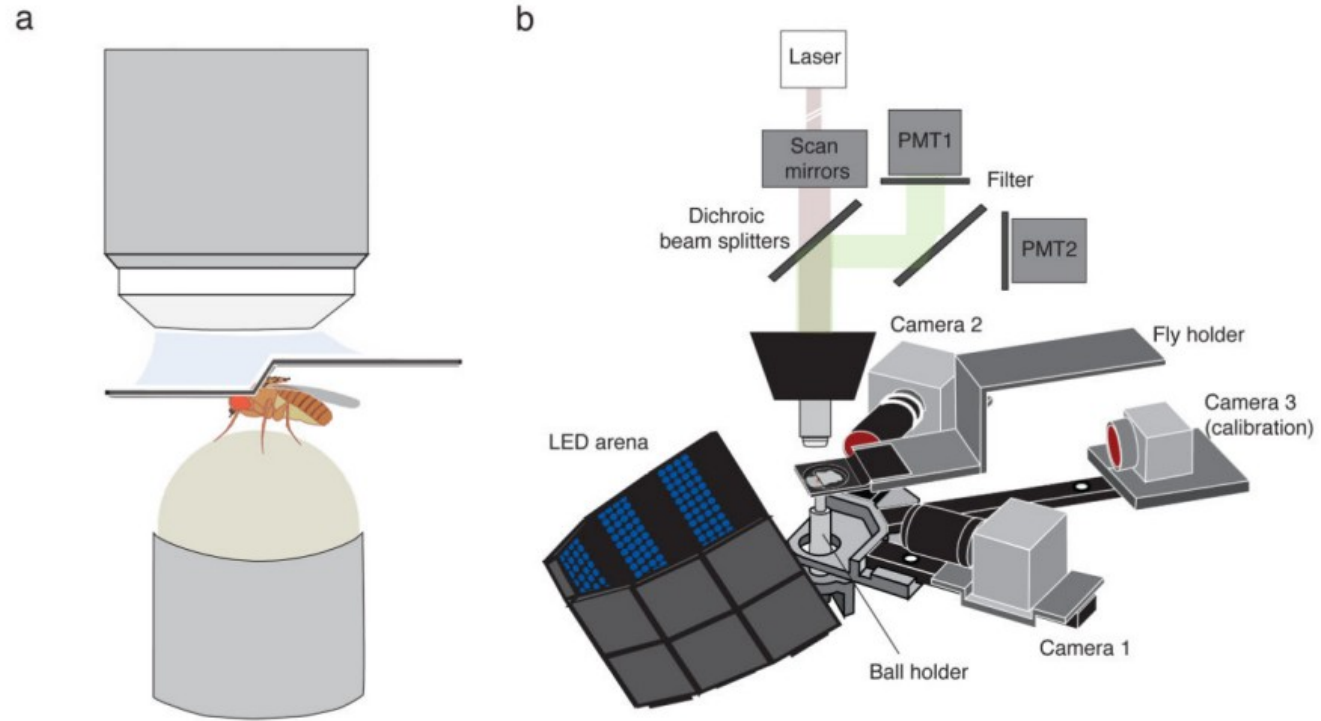 a
b
Laser
Scan
mirrors
PMT1
Filter
Dichroic
beam splitters
PMT2
Camera 2
Fly holder
Camera 3
(calibration)
LED arena
Camera 1
Ball holder